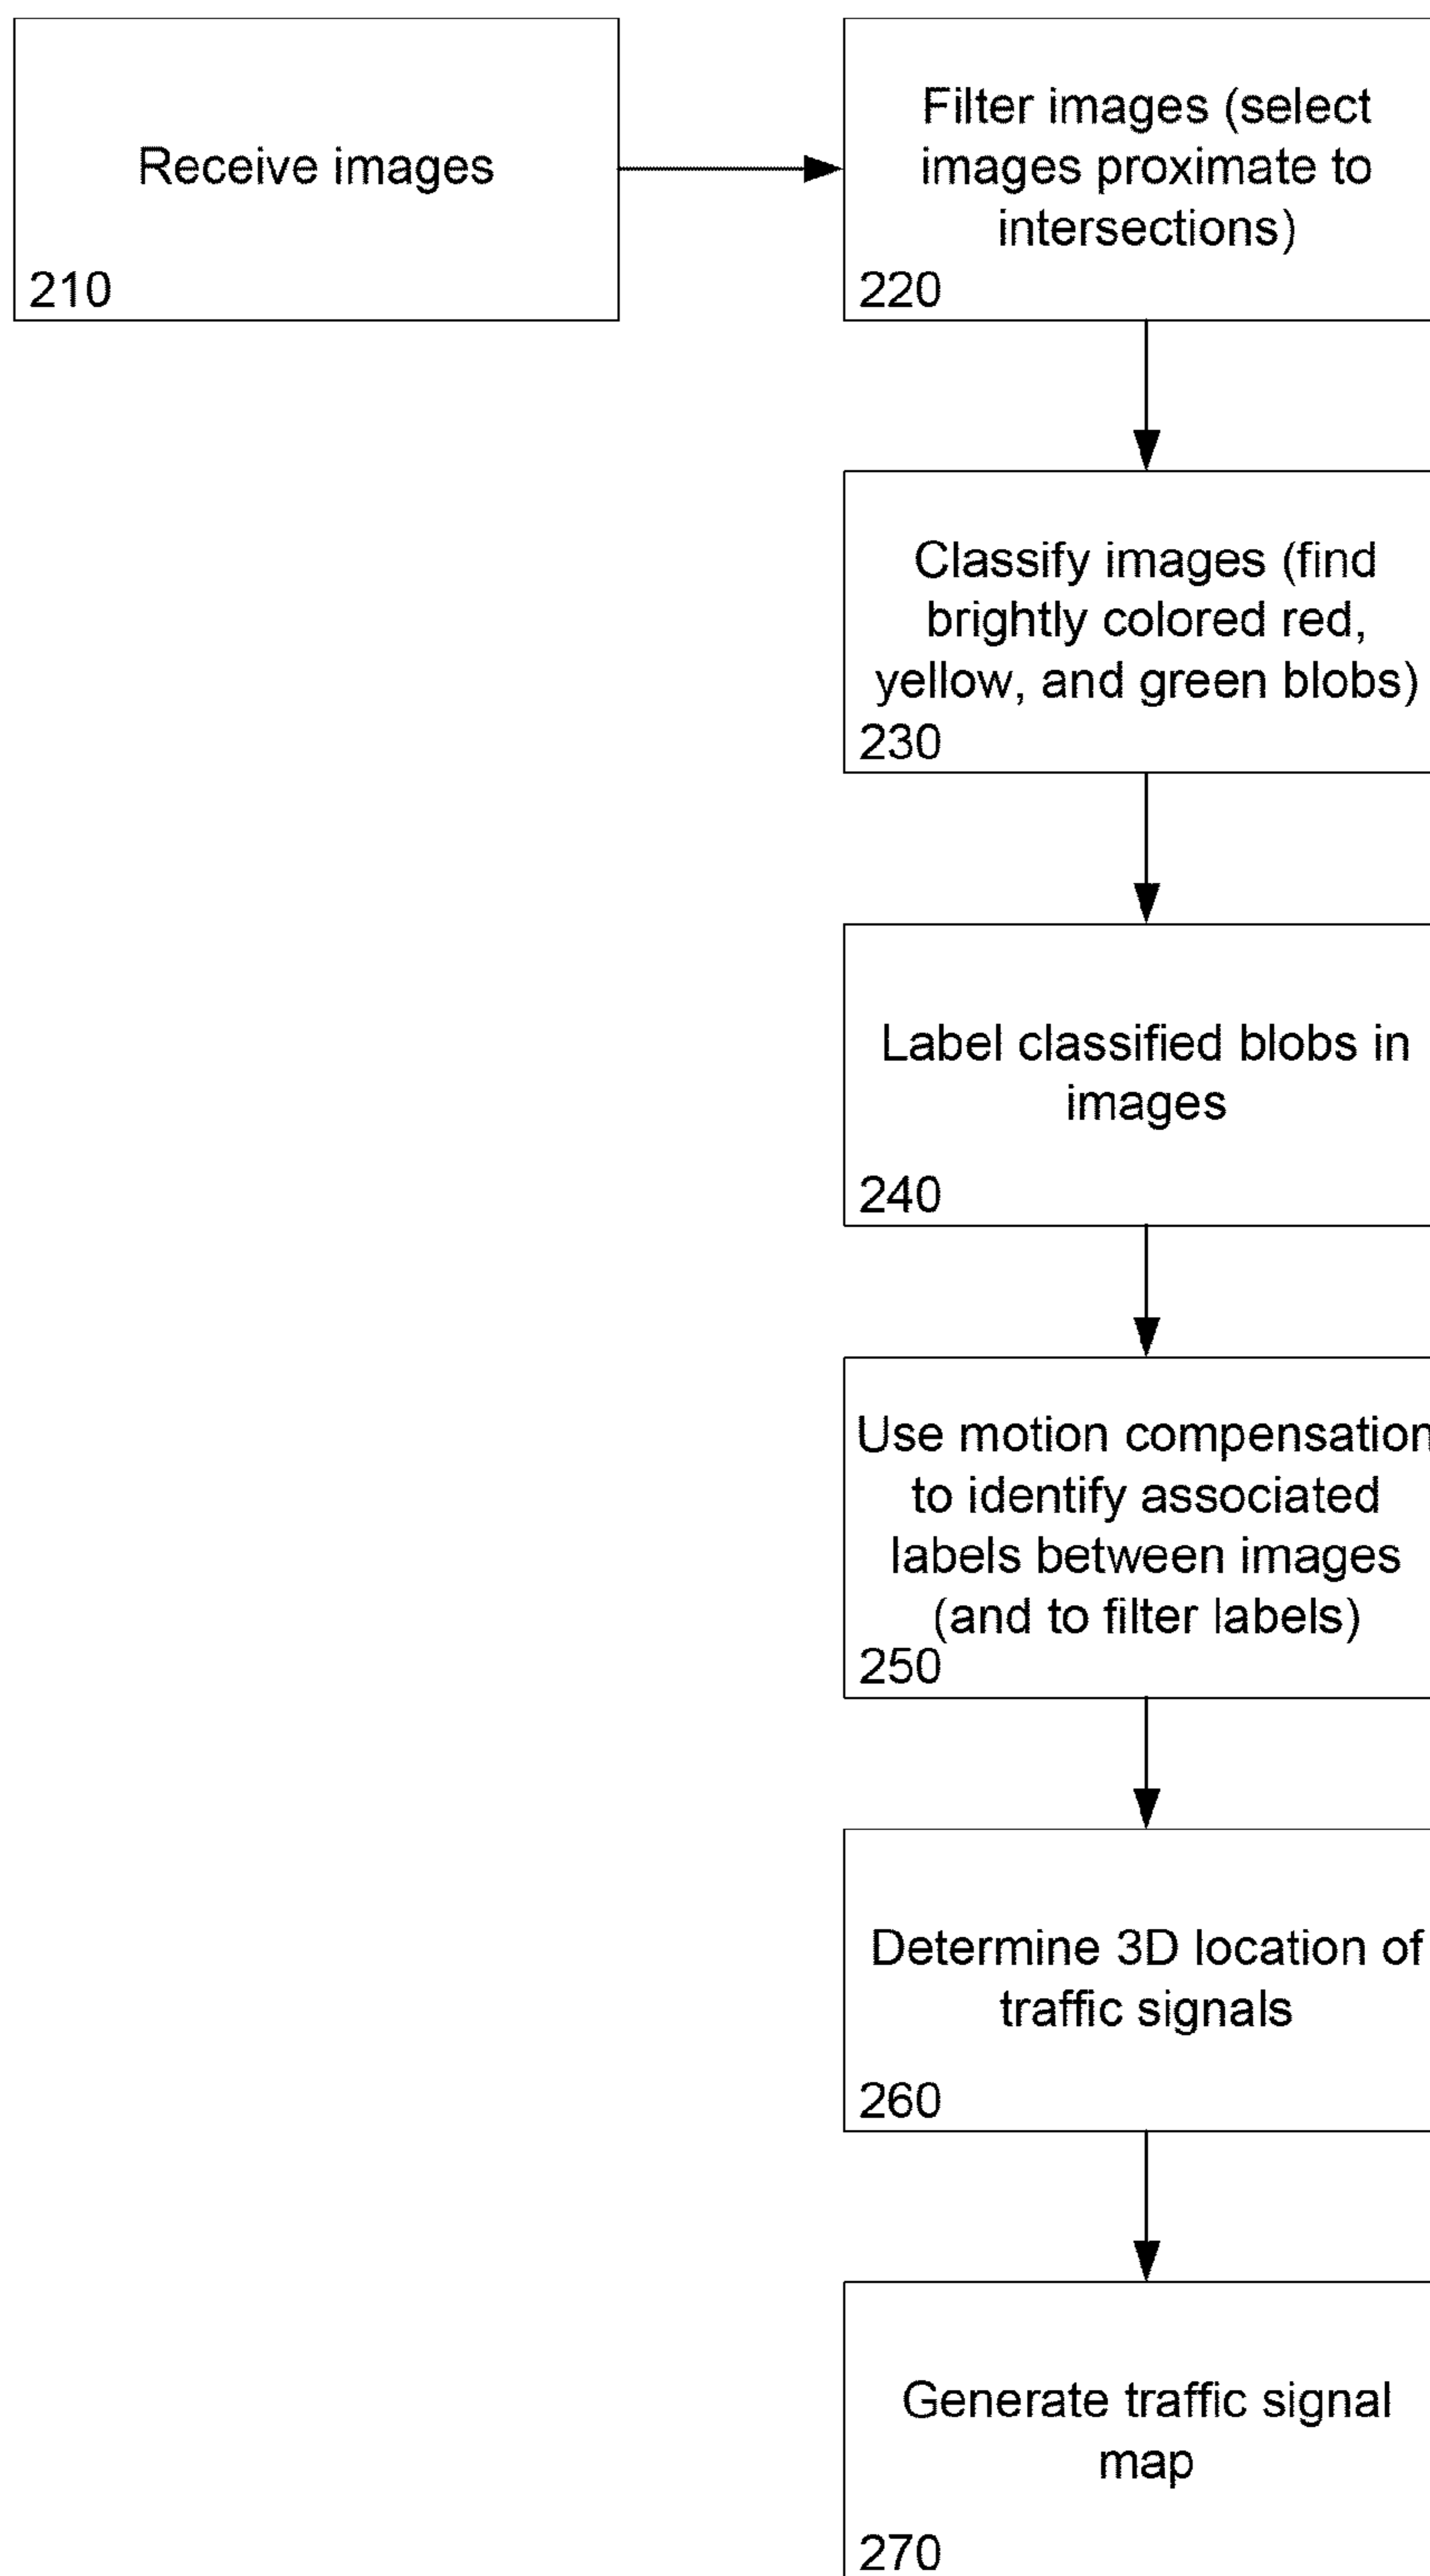 Receive images
210
Filter images (select
images proximate to
intersections)
220
Classify images (find
brightly colored red,
yellow, and green blobs)
230
Label classified blobs in
images
240
Use motion compensation
to identify associated
labels between images
(and to filter labels)
250
Determine 3D location of
traffic signals
260
Generate traffic signal
map
270